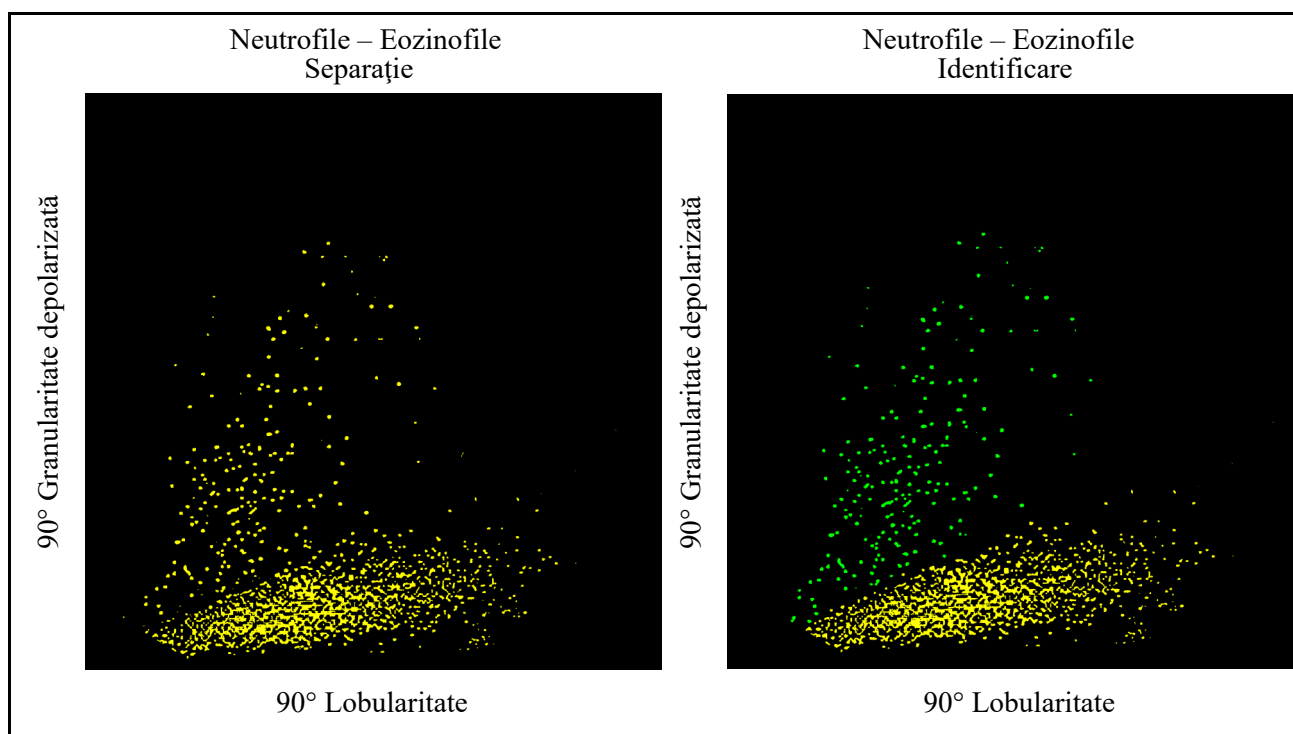 Neutrofile – Eozinofile
Separaţie
90° Granularitate depolarizată
90° Lobularitate
Neutrofile – Eozinofile
Identificare
90° Granularitate depolarizată
90° Lobularitate